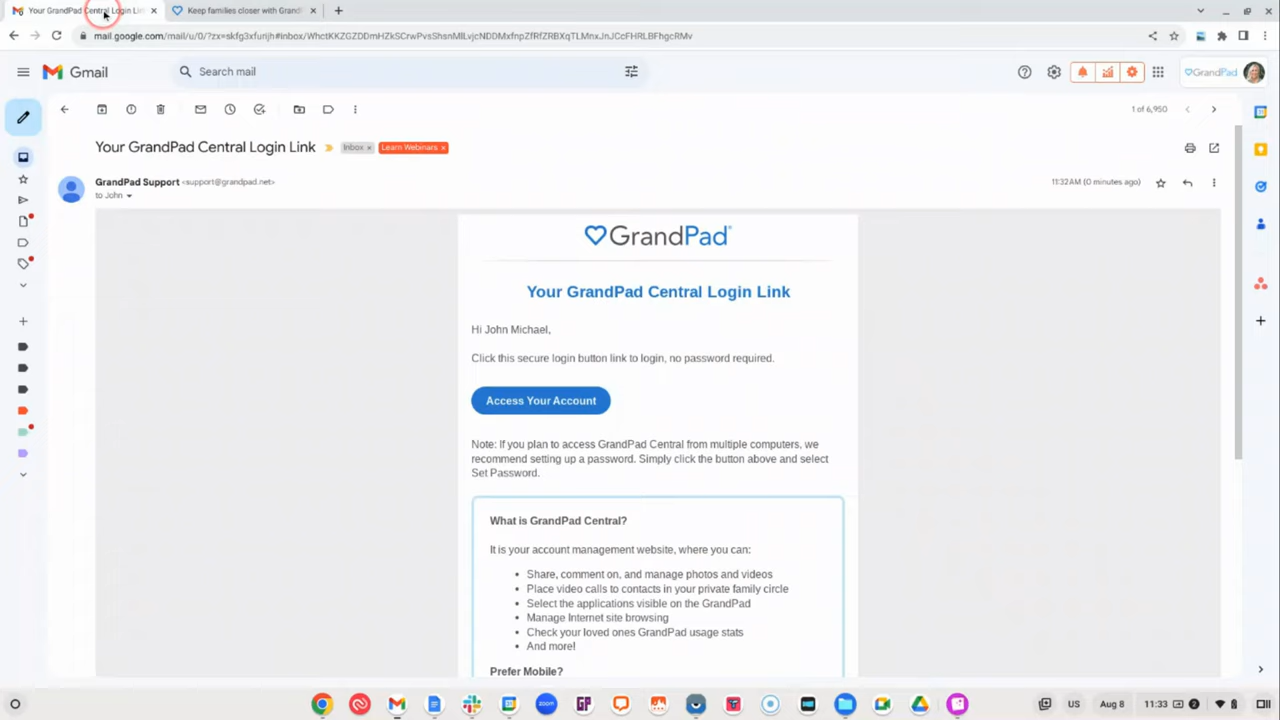 Your GrandPad Central Login Lin
Keep families closer with Grand
mail.google.com/mail/u/0/?zx=skfg3xfurijh#inbox/
Gmail
Search mail
GrandPad
1 of 6,950
Your GrandPad Central Login Link
Inbox ×
Learn Webinars ×
GrandPad Support <support@grandpad.net>
11:32AM (0 minutes ago)
to John
GrandPad
Your GrandPad Central Login Link
Hi John Michael,
Click this secure login button link to login, no password required.
Access Your Account
Note: If you plan to access GrandPad Central from multiple computers, we
recommend setting up a password. Simply click the button above and select
Set Password.
What is GrandPad Central?
It is your account management website, where you can:
• Share, comment on, and manage photos and videos
• Place video calls to contacts in your private family circle
• Select the applications visible on the GrandPad
• Manage Internet site browsing
• Check your loved ones GrandPad usage stats
• And more!
Prefer Mobile?
zoom
GP
US
Aug 8
11:33